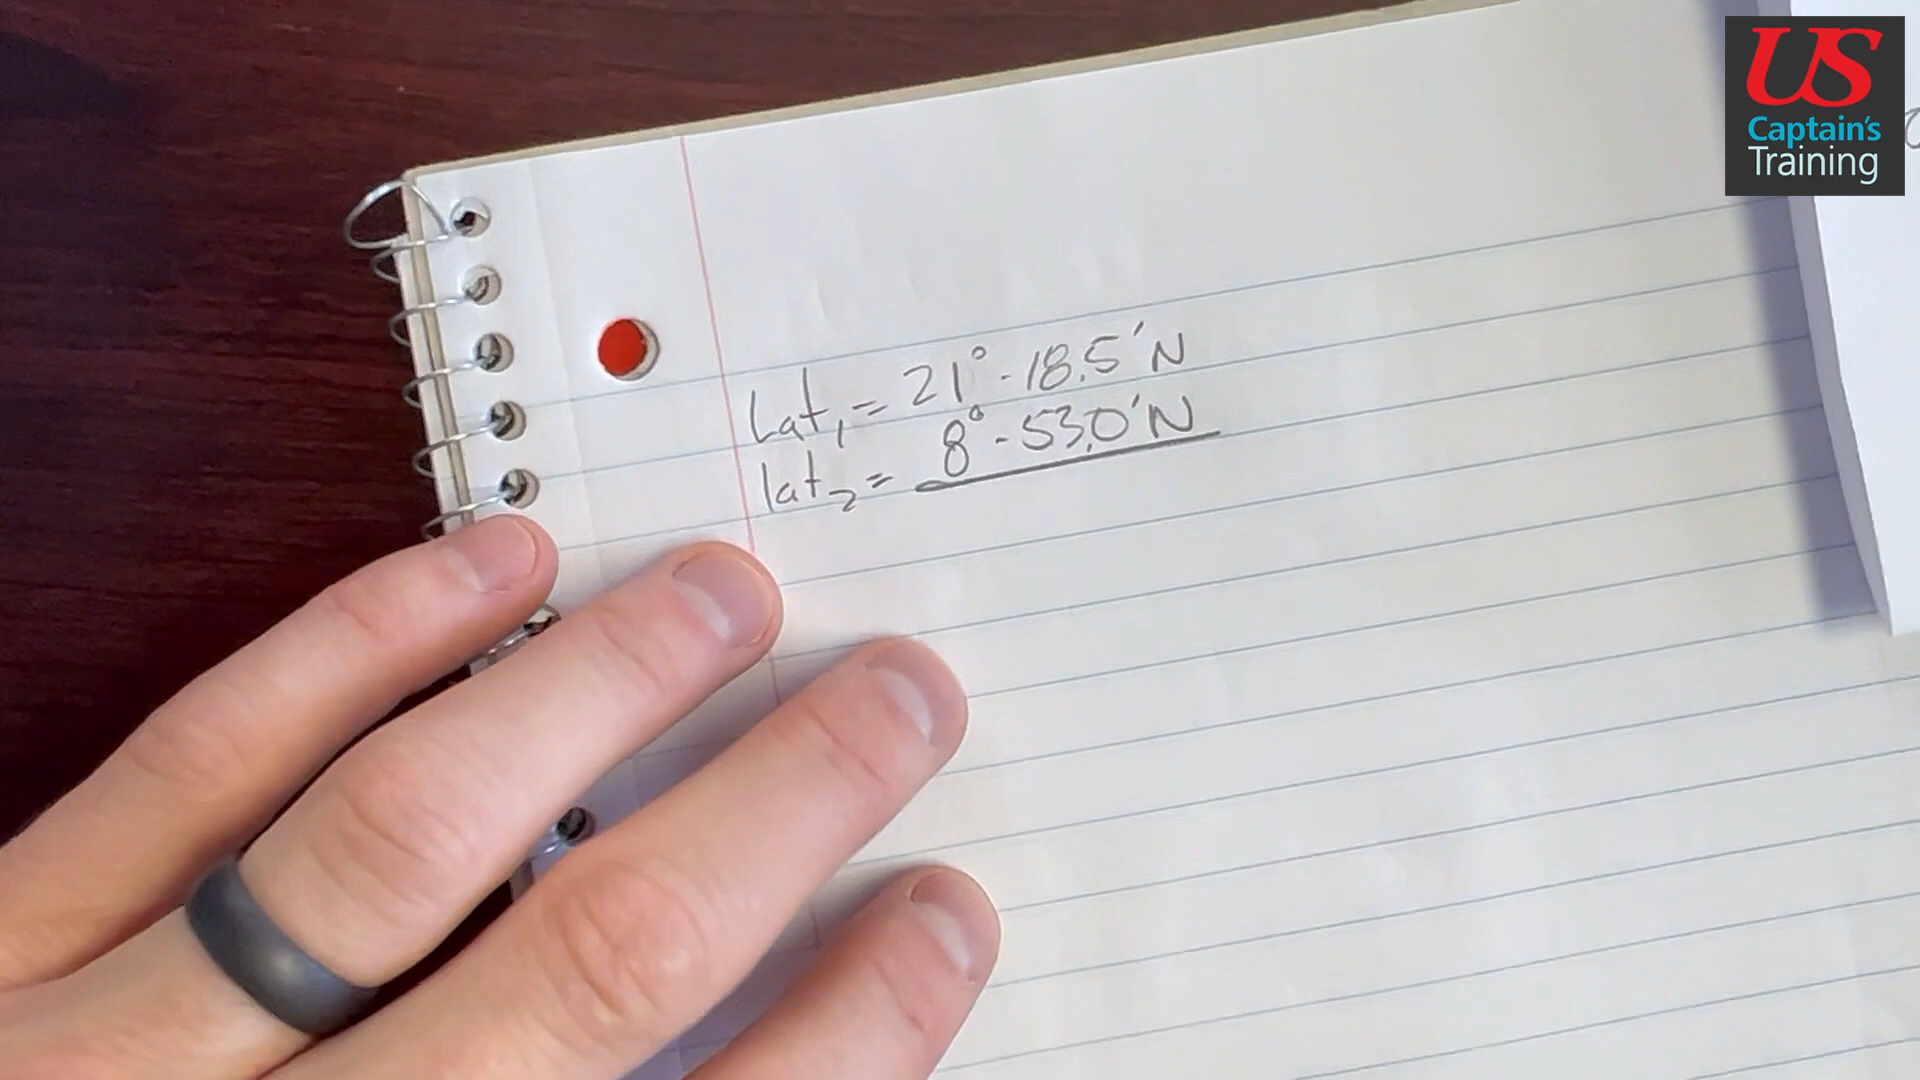 US
Captain's
Training
Lat₁ = 21° - 18.5' N
lat₂ = 8° - 53.0' N